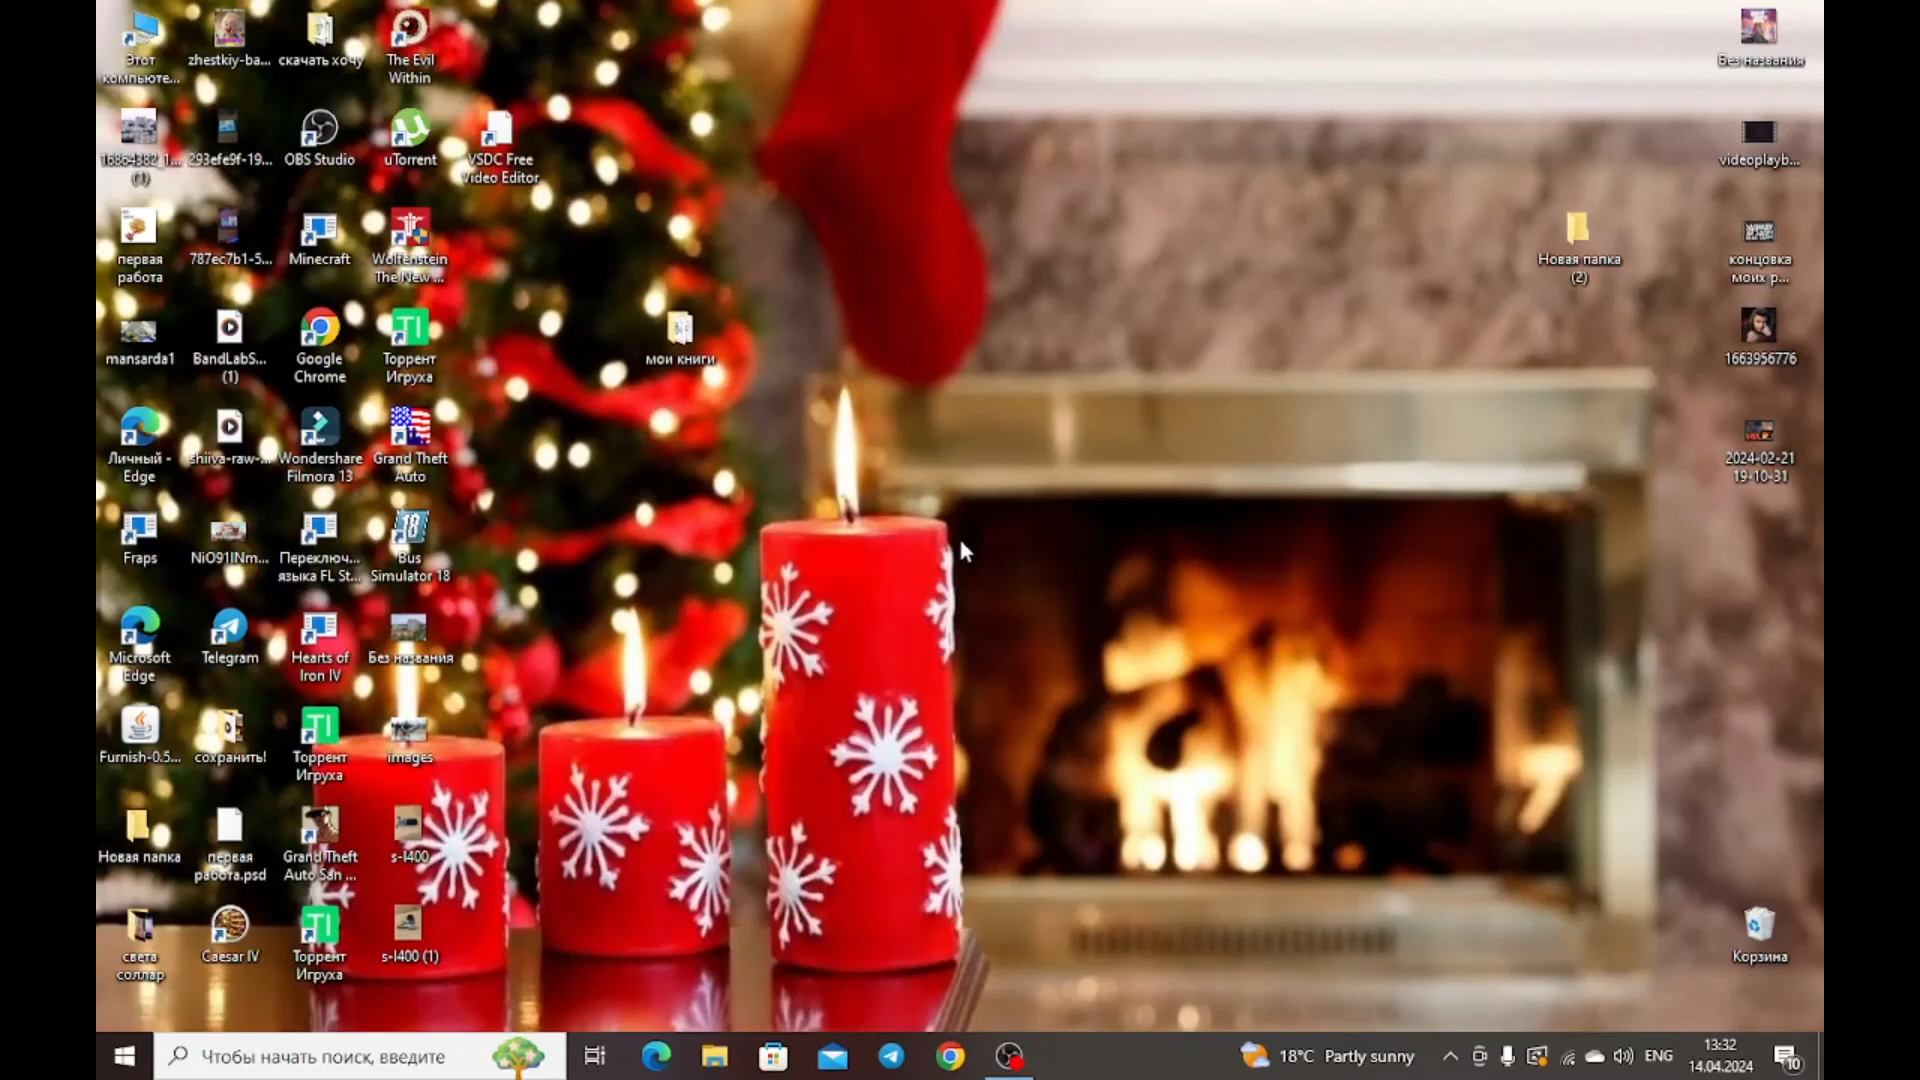 Этот
компьюте...
zhestkiy-ba...
скачать хочу
The Evil
Within
Без названия
16864382_1...
(1)
293efe9f-19...
OBS Studio
uTorrent
VSDC Free
Video Editor
videoplayb...
первая
работа
787ec7b1-5...
Minecraft
Wolfenstein
The New ...
Новая папка
(2)
концовка
моих р...
mansarda1
BandLabS...
(1)
Google
Chrome
Торрент
Игруха
мои книги
1663956776
Личный -
Edge
shiiva-raw-...
Wondershare
Filmora 13
Grand Theft
Auto
2024-02-21
19-10-31
Fraps
NiO91INm...
Переключ...
языка FL St...
18
Bus
Simulator 18
Microsoft
Edge
Telegram
Hearts of
Iron IV
Без названия
Furnish-0.5...
сохранить!
TI
Торрент
Игруха
images
Новая папка
первая
работа.psd
Grand Theft
Auto San ...
s-l400
света
соллар
Caesar IV
TI
Торрент
Игруха
s-l400 (1)
Корзина
Чтобы начать поиск, введите
18°C Partly sunny
ENG
13:32
14.04.2024
10